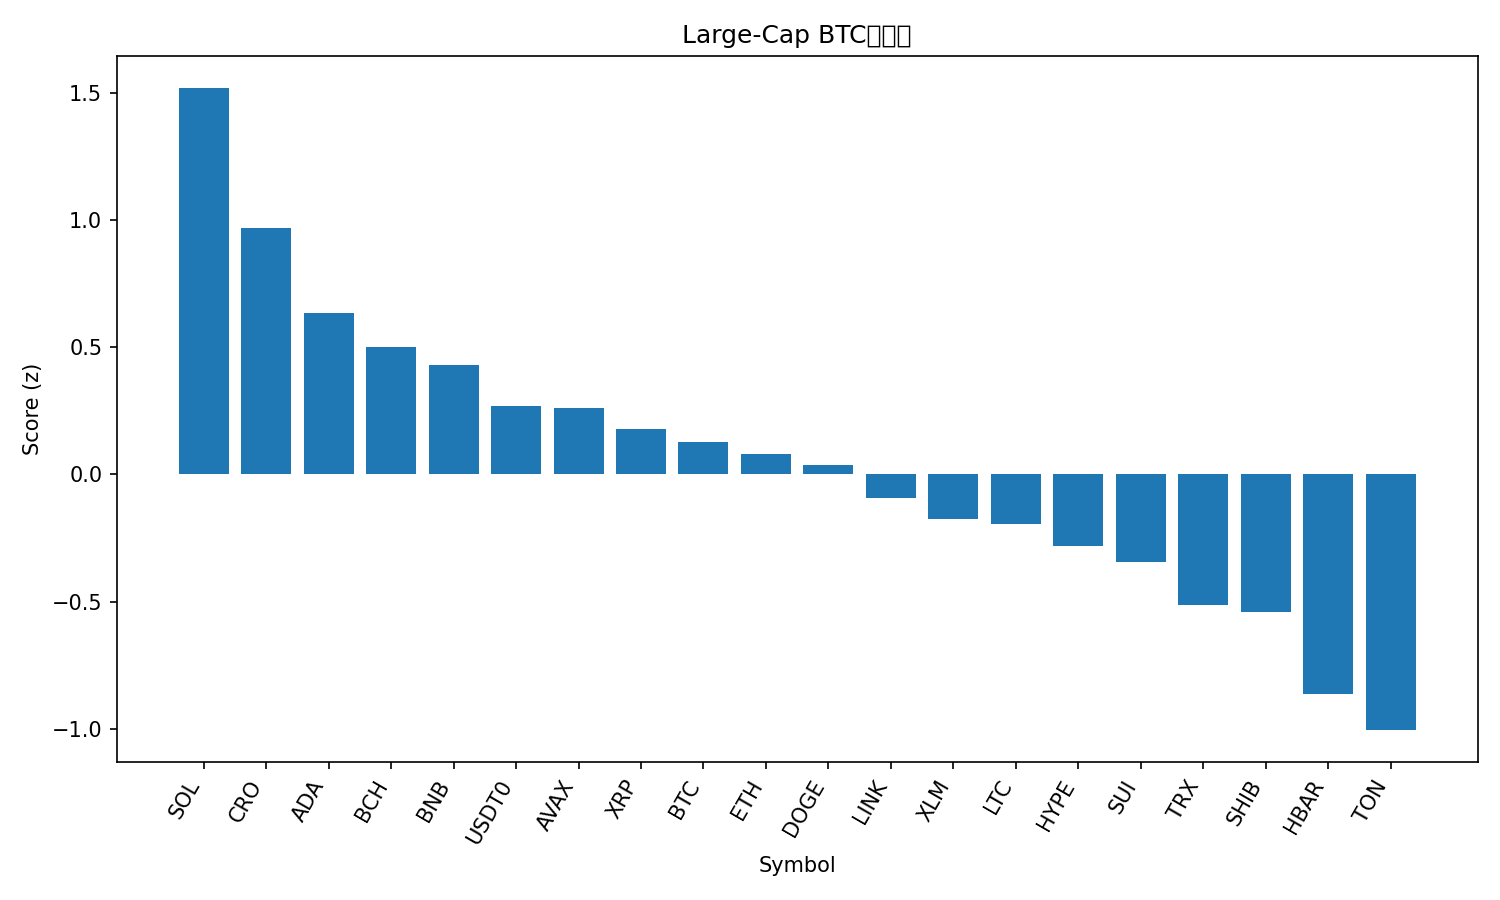 Large-Cap BTC
Score (z)
1.5
1.0
0.5
0.0
−0.5
−1.0
SOL
CRO
ADA
BCH
BNB
USDT0
AVAX
XRP
BTC
ETH
DOGE
LINK
XLM
LTC
HYPE
SUI
TRX
SHIB
HBAR
TON
Symbol